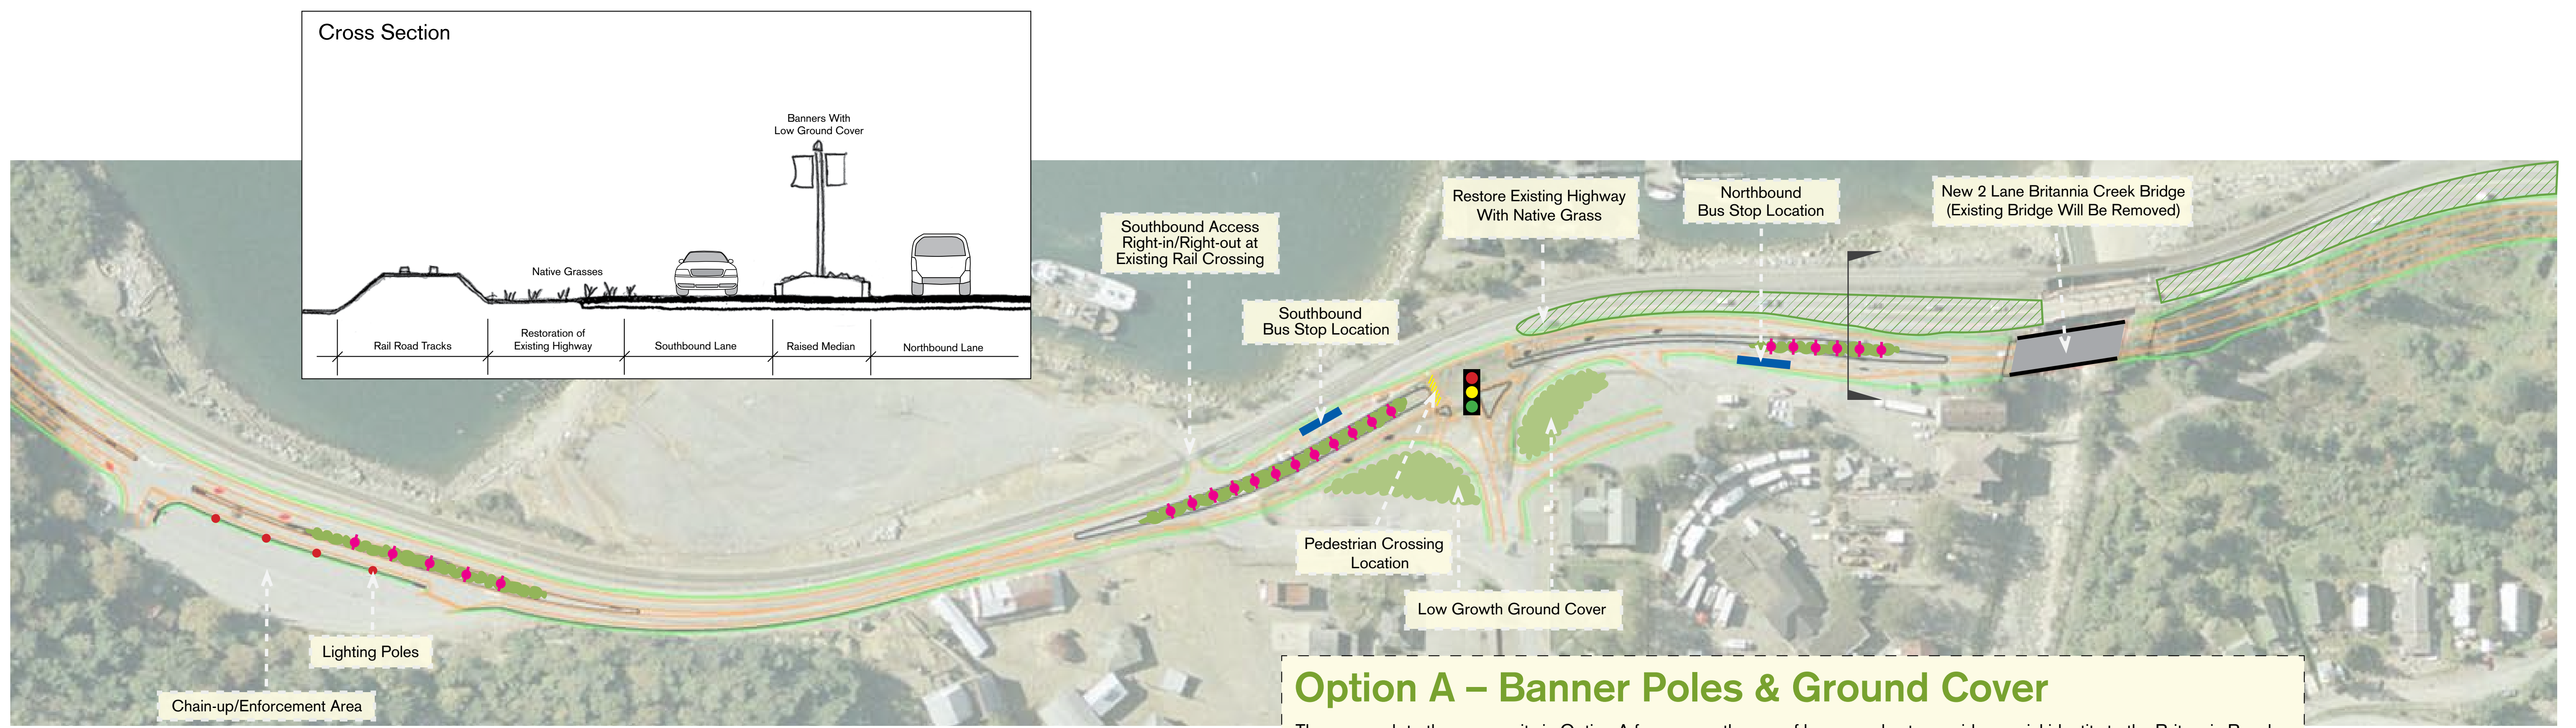 Cross Section
Banners With
Low Ground Cover
Native Grasses
Rail Road Tracks
Restoration of
Existing Highway
Southbound Lane
Raised Median
Northbound Lane
Southbound Access
Right-in/Right-out at
Existing Rail Crossing
Southbound
Bus Stop Location
Restore Existing Highway
With Native Grass
Northbound
Bus Stop Location
New 2 Lane Britannia Creek Bridge
(Existing Bridge Will Be Removed)
Pedestrian Crossing
Location
Low Growth Ground Cover
Lighting Poles
Chain-up/Enforcement Area
Option A – Banner Poles & Ground Cover